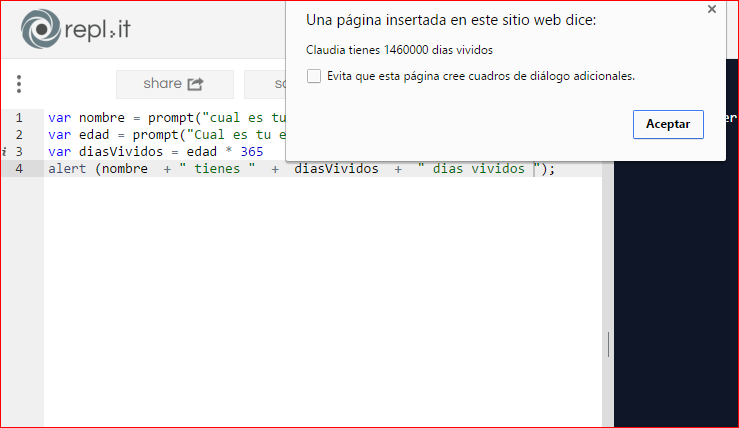 repl.it
share
Una página insertada en este sitio web dice:
Claudia tienes 1460000 dias vividos
Evita que esta página cree cuadros de diálogo adicionales.
Aceptar
1 var nombre = prompt("cual es tu
2 var edad = prompt("Cual es tu
i 3 var diasVividos = edad * 365
4 alert (nombre + " tienes " + diasVividos + " dias vividos ");